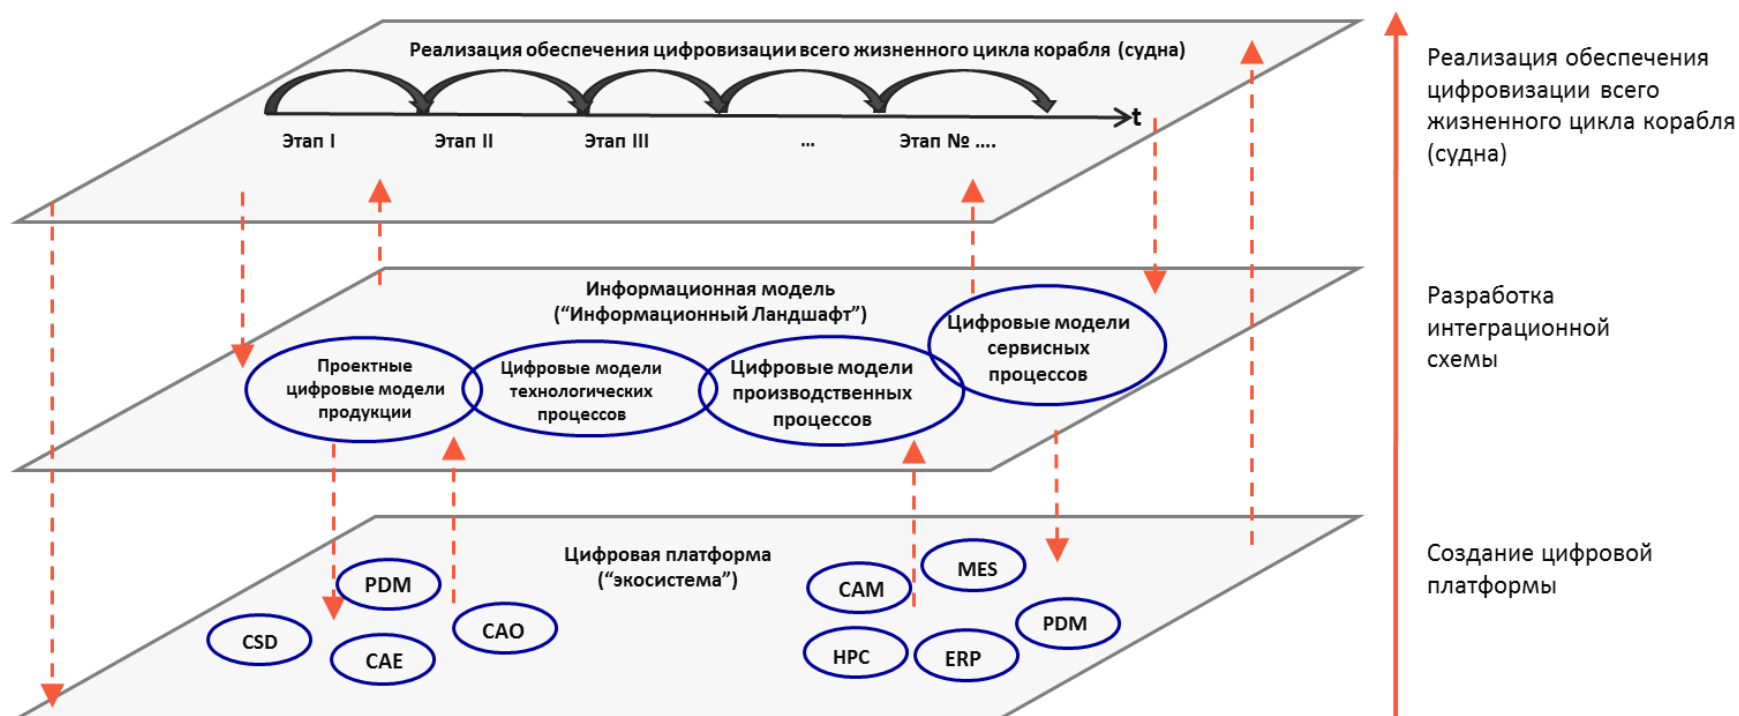 Реализация обеспечения цифровизации всего жизненного цикла корабля (судна)
t
Этап I
Этап II
Этап III
...
Этап № ....
Реализация обеспечения
цифровизации всего
жизненного цикла корабля
(судна)
Информационная модель
(“Информационный Ландшафт”)
Проектные
цифровые модели
продукции
Цифровые модели
технологических
процессов
Цифровые модели
производственных
процессов
Цифровые модели
сервисных
процессов
Разработка
интеграционной
схемы
Цифровая платформа
(“экосистема”)
CSD
PDM
CAE
CAO
CAM
HPC
MES
ERP
PDM
Создание цифровой
платформы